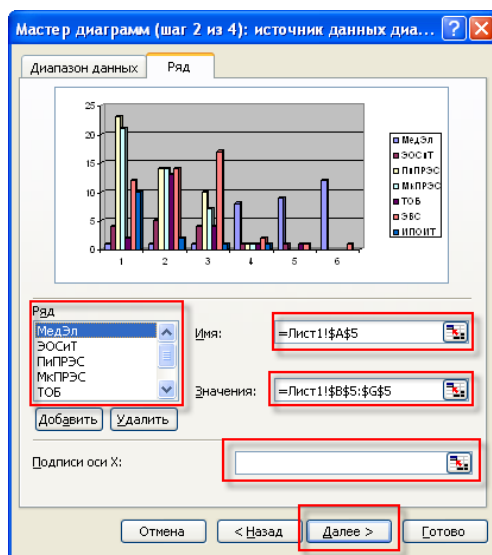 Мастер диаграмм (шаг 2 из 4): источник данных диа... ?
Диапазон данных Ряд
25
20
15
10
5
0
1 2 3 4 5 6
МедЭл
ЭОСиТ
ПиПРЭС
МкПРЭС
ТОБ
ЭВС
ИПОИТ
Ряд
МедЭл
ЭОСиТ
ПиПРЭС
МкПРЭС
ТОБ
Имя: =Лист1!$A$5
Значения: =Лист1!$B$5:$G$5
Добавить Удалить
Подписи оси X:
Отмена < Назад Далее > Готово